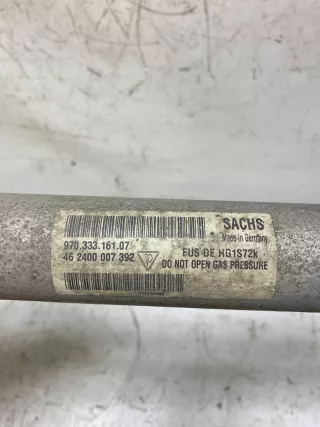 SACHS
Made in Germany
970.333.161.07
46 2400 007 392
FUS DE HG1S72K
DO NOT OPEN GAS PRESSURE